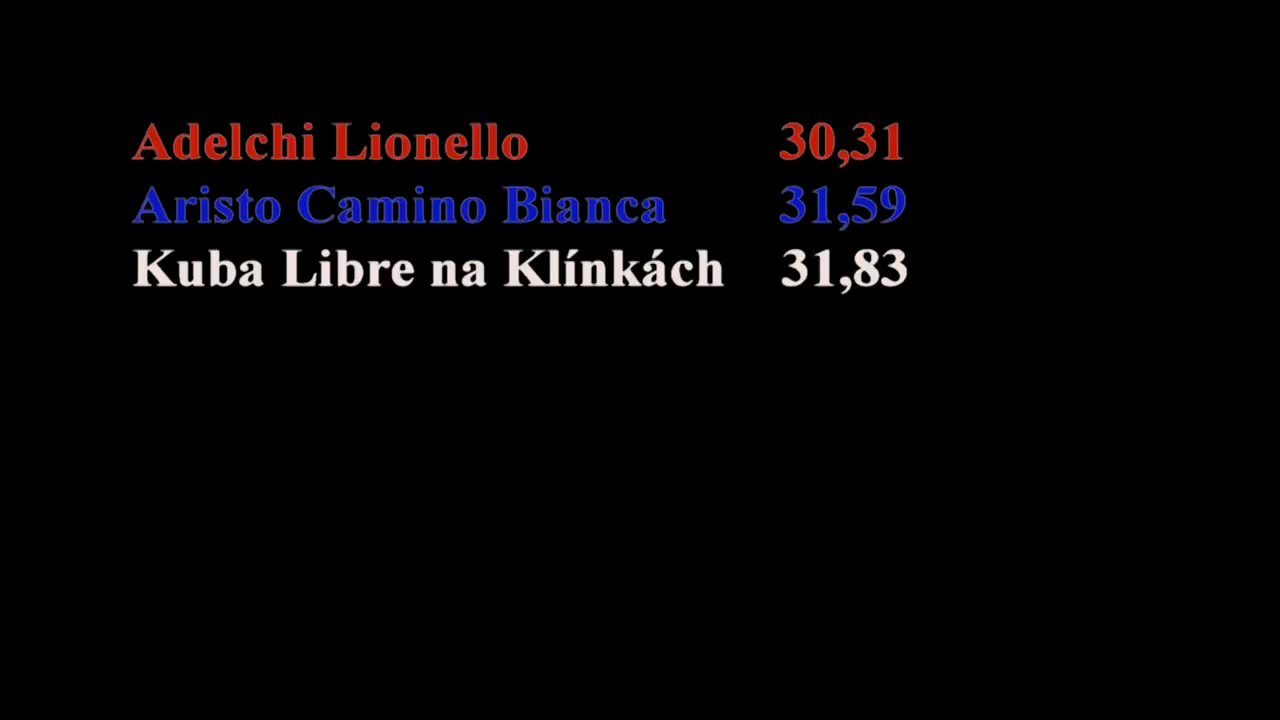 Adelchi Lionello 30,31
Aristo Camino Bianca 31,59
Kuba Libre na Klínkách 31,83